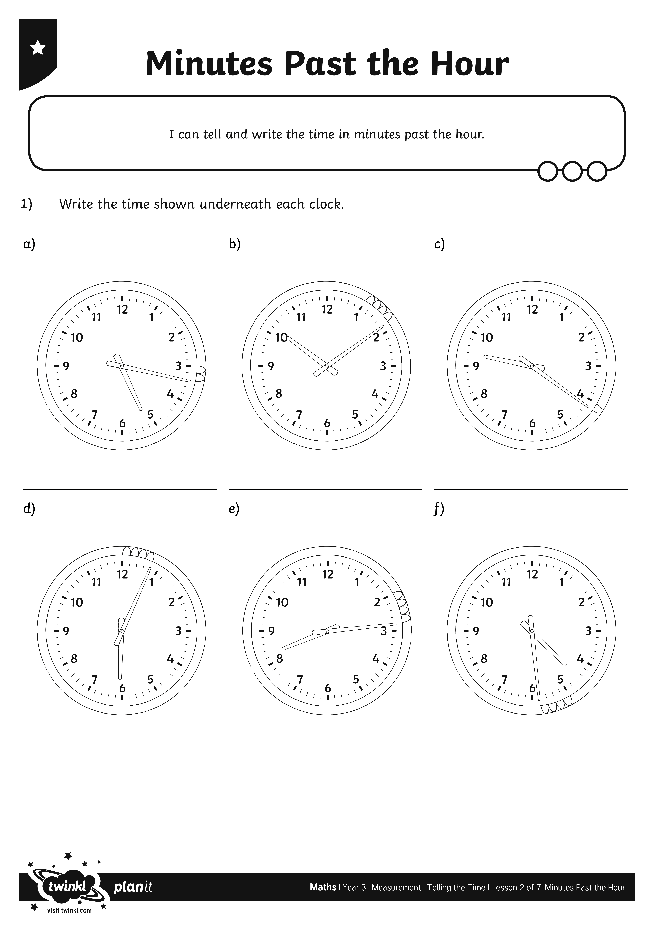 Minutes Past the Hour
I can tell and write the time in minutes past the hour.
1) Write the time shown underneath each clock.
a) b) c)
12 1 2 3 4 5 6 7 8 9 10 11
12 1 2 3 4 5 6 7 8 9 10 11
12 1 2 3 4 5 6 7 8 9 10 11
d) e) f)
12 1 2 3 4 5 6 7 8 9 10 11
12 1 2 3 4 5 6 7 8 9 10 11
12 1 2 3 4 5 6 7 8 9 10 11
twinkl planit
visit twinkl.com
Maths | Year 3 | Measurement | Telling the Time | Lesson 2 of 7: Minutes Past the Hour